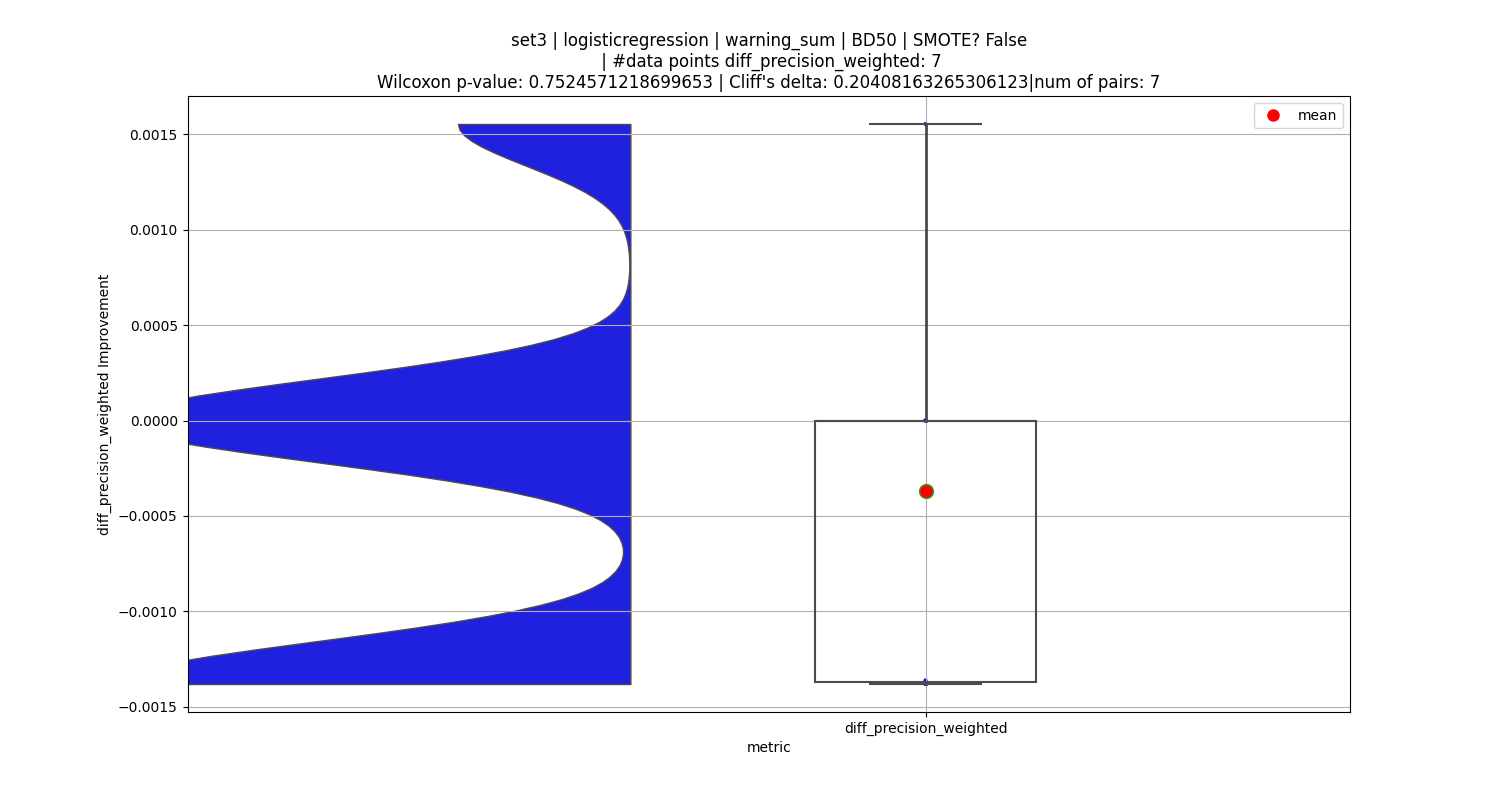 set3 | logisticregression | warning_sum | BD50 | SMOTE? False
| #data points diff_precision_weighted: 7
Wilcoxon p-value: 0.7524571218699653 | Cliff's delta: 0.20408163265306123|num of pairs: 7
mean
0.0015
0.0010
0.0005
0.0000
−0.0005
−0.0010
−0.0015
diff_precision_weighted Improvement
diff_precision_weighted
metric